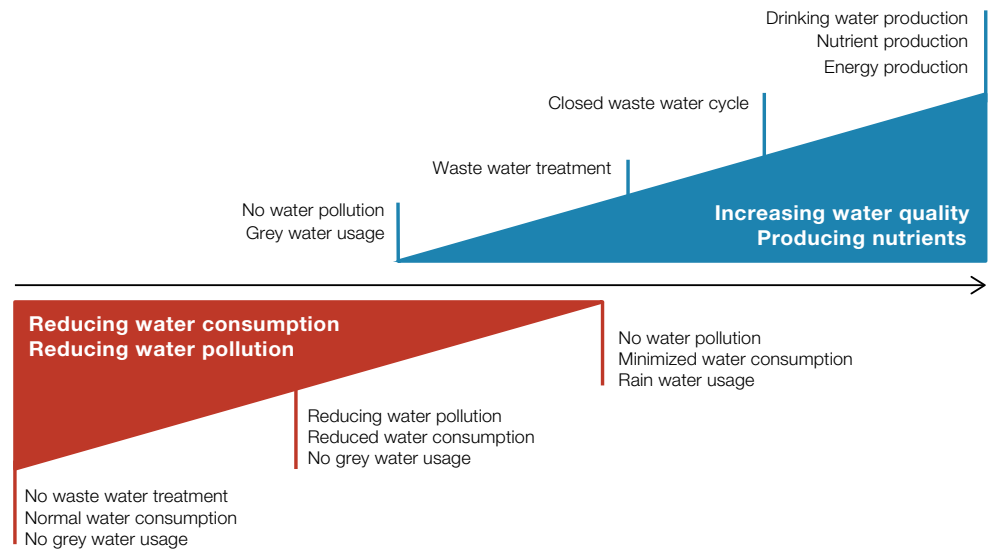 Drinking water production
Nutrient production
Energy production
Closed waste water cycle
Waste water treatment
No water pollution
Grey water usage
Increasing water quality
Producing nutrients
Reducing water consumption
Reducing water pollution
No water pollution
Minimized water consumption
Rain water usage
Reducing water pollution
Reduced water consumption
No grey water usage
No waste water treatment
Normal water consumption
No grey water usage